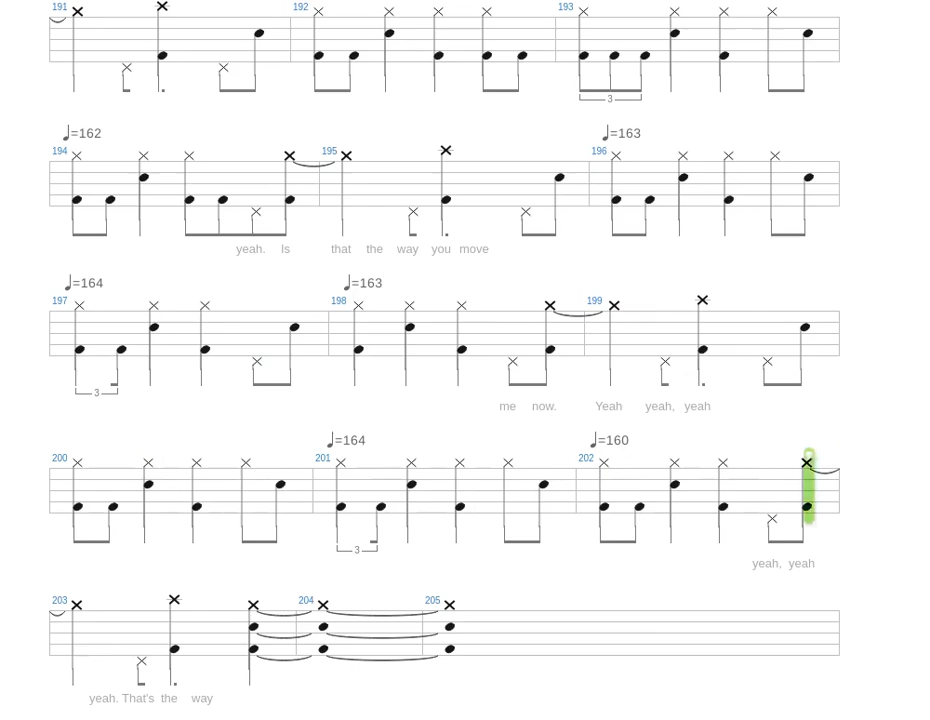 191 192 193
3
♩=162 ♩=163
194 195 196
yeah. Is that the way you move
♩=164 ♩=163
197 198 199
3
me now. Yeah yeah, yeah
♩=164 ♩=160
200 201 202
3
yeah, yeah
203 204 205
yeah. That's the way